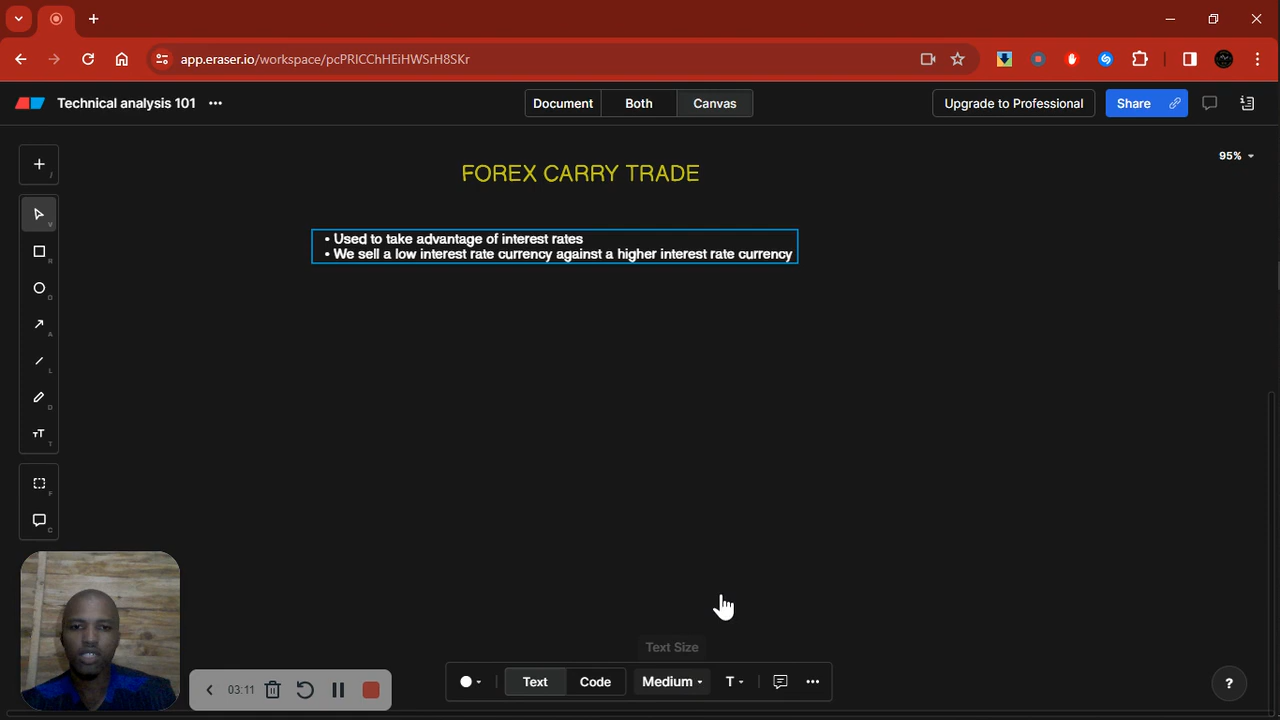 app.eraser.io/workspace/pcPRICChHEiHWSrH8SKr
Technical analysis 101
Document
Both
Canvas
Upgrade to Professional
Share
95%
FOREX CARRY TRADE
• Used to take advantage of interest rates
• We sell a low interest rate currency against a higher interest rate currency
Text Size
03:11
Text
Code
Medium
T
?